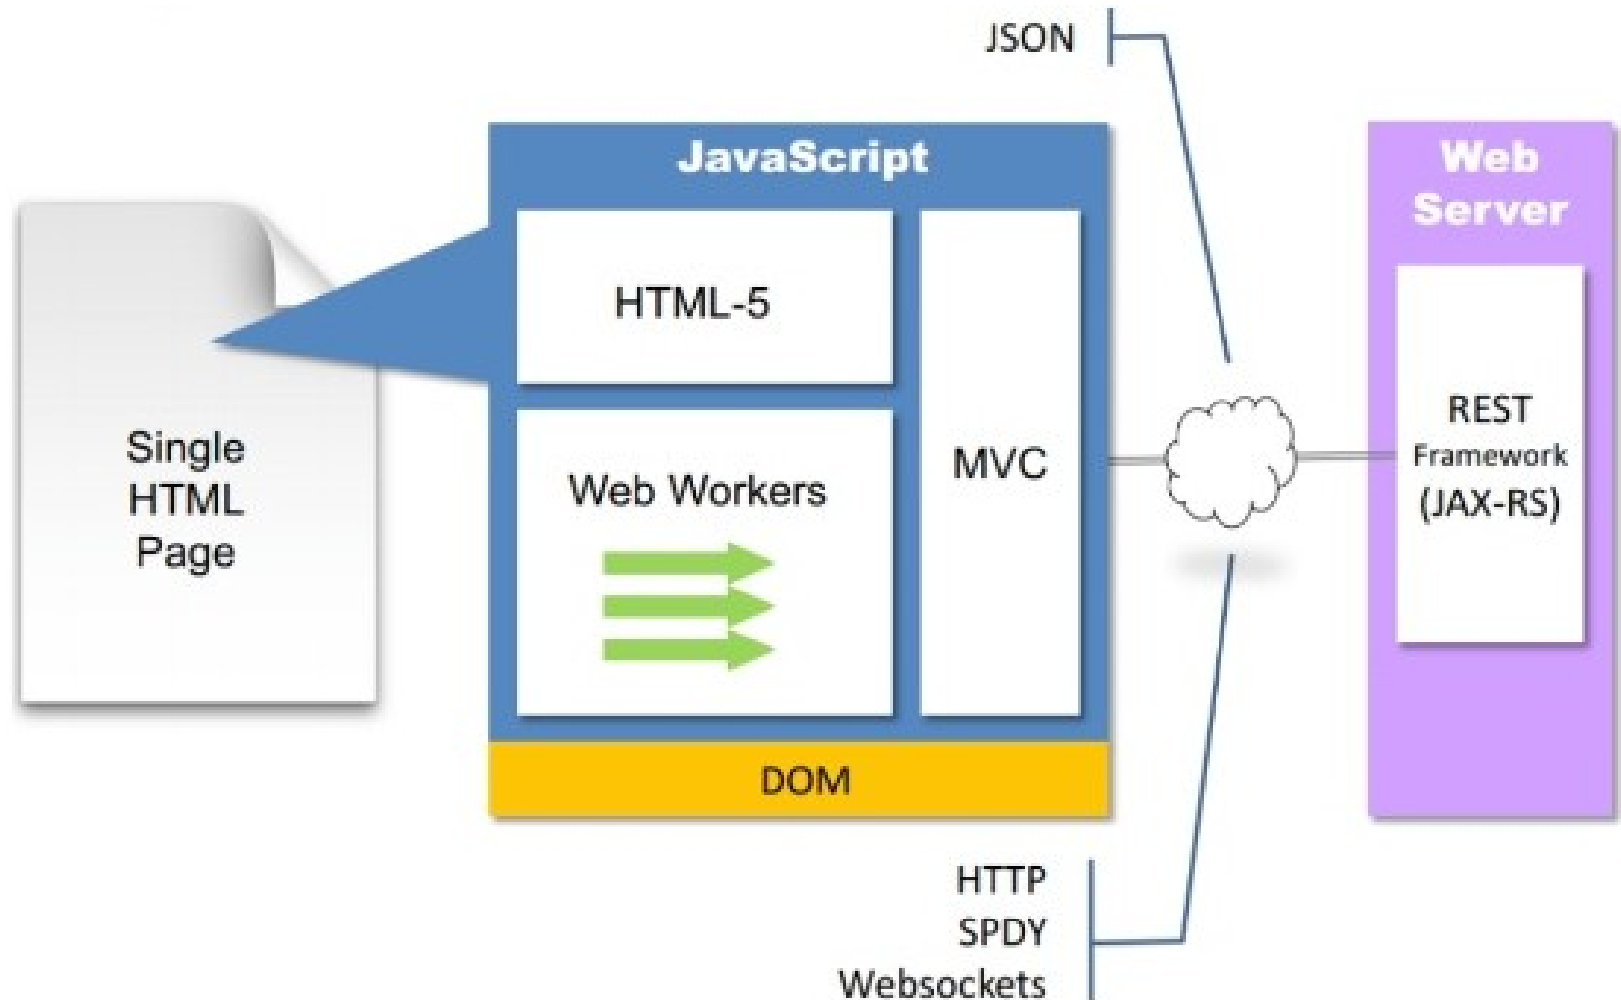 JSON
JavaScript
Web
Server
HTML-5
Single
HTML
Page
Web Workers
MVC
REST
Framework
(JAX-RS)
DOM
HTTP
SPDY
Websockets